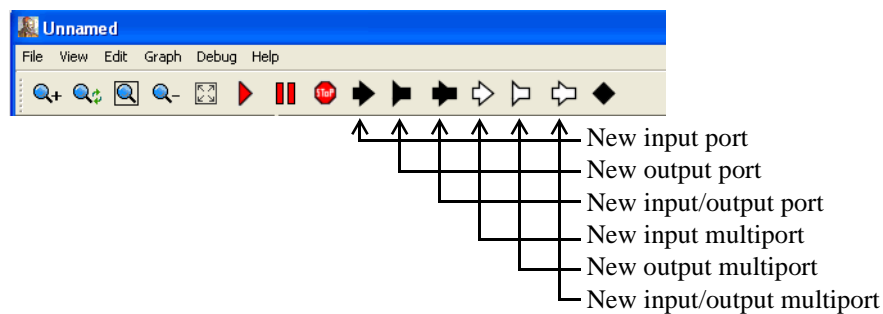 Unnamed
File View Edit Graph Debug Help
STOP
New input port
New output port
New input/output port
New input multiport
New output multiport
New input/output multiport